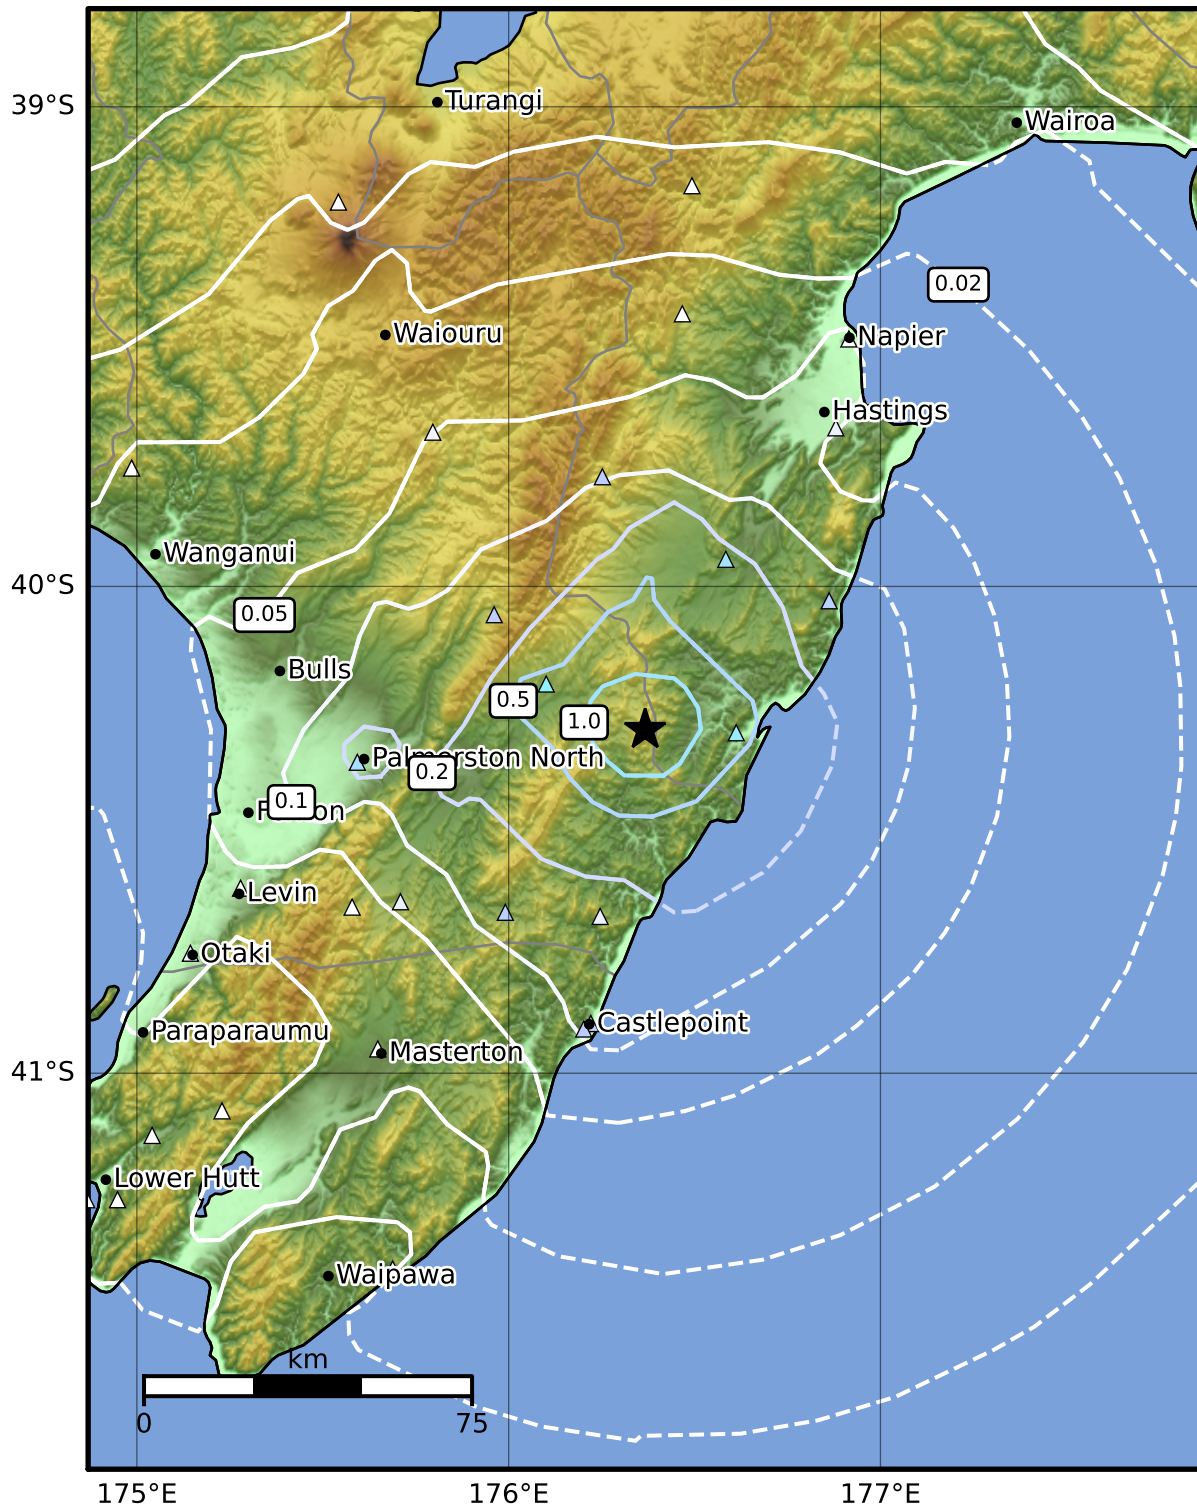 39°S
Turangi
Wairoa
0.02
Waiouru
Napier
Hastings
Wanganui
40°S
0.05
Bulls
0.5
1.0
Palmerston North
0.2
0.1
Levin
Otaki
Castlepoint
Paraparaumu
Masterton
41°S
Lower Hutt
Waipawa
km
0
75
175°E
176°E
177°E